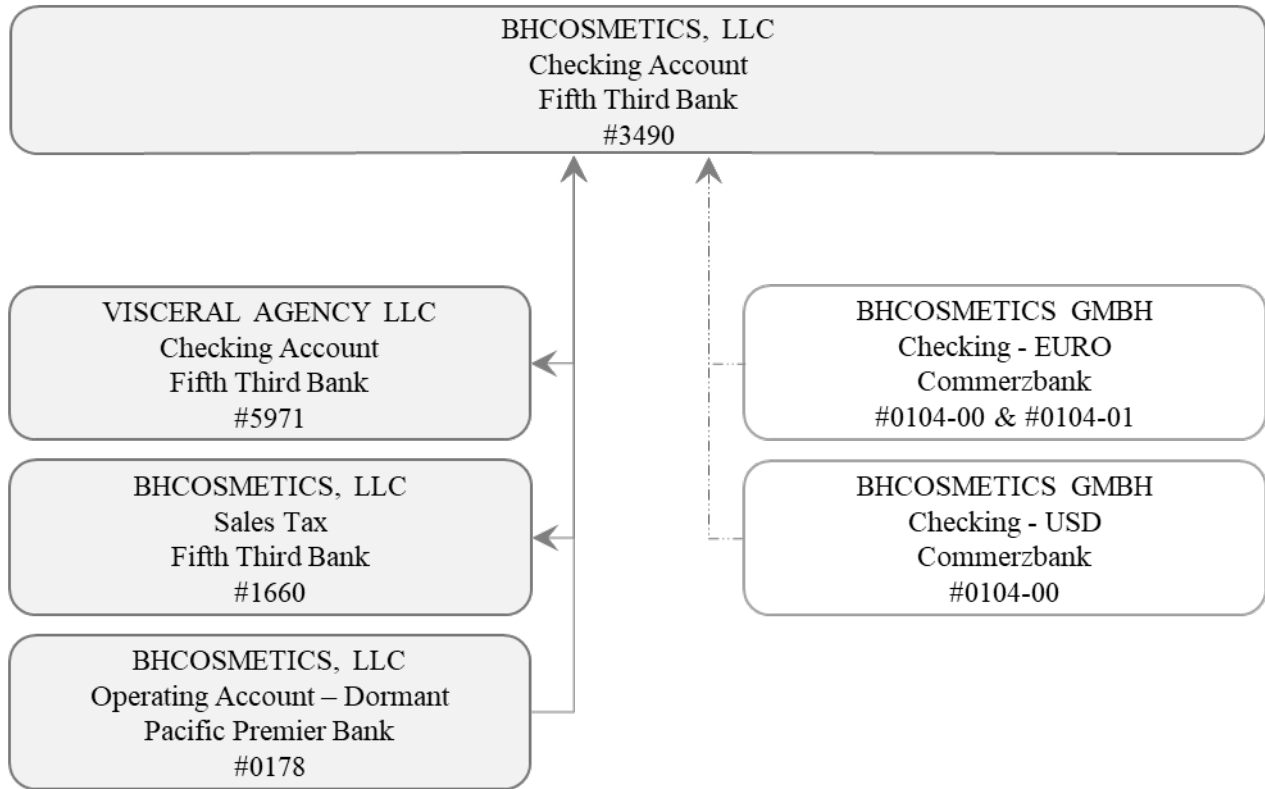 BHCOSMETICS, LLC
Checking Account
Fifth Third Bank
#3490
VISCERAL AGENCY LLC
Checking Account
Fifth Third Bank
#5971
BHCOSMETICS, LLC
Sales Tax
Fifth Third Bank
#1660
BHCOSMETICS, LLC
Operating Account – Dormant
Pacific Premier Bank
#0178
BHCOSMETICS GMBH
Checking - EURO
Commerzbank
#0104-00 & #0104-01
BHCOSMETICS GMBH
Checking - USD
Commerzbank
#0104-00